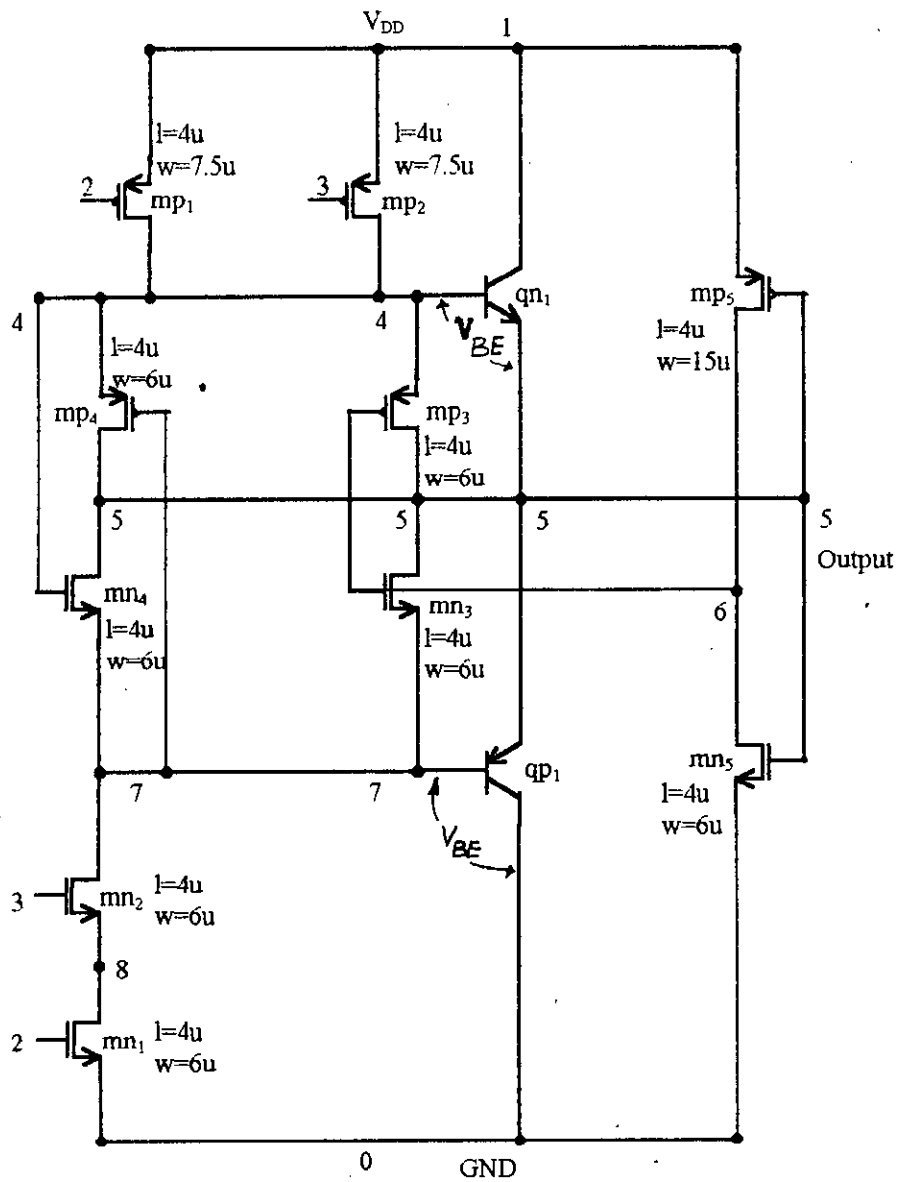 V_DD 1
l=4u
w=7.5u
2
mp₁
l=4u
w=7.5u
3
mp₂
4
4
V_BE
qn₁
mp₅
l=4u
w=15u
l=4u
w=6u
mp₄
mp₃
l=4u
w=6u
5
5
5
5
Output
mn₄
l=4u
w=6u
mn₃
l=4u
w=6u
6
7
7
qp₁
mn₅
l=4u
w=6u
V_BE
3
mn₂
l=4u
w=6u
8
2
mn₁
l=4u
w=6u
0
GND